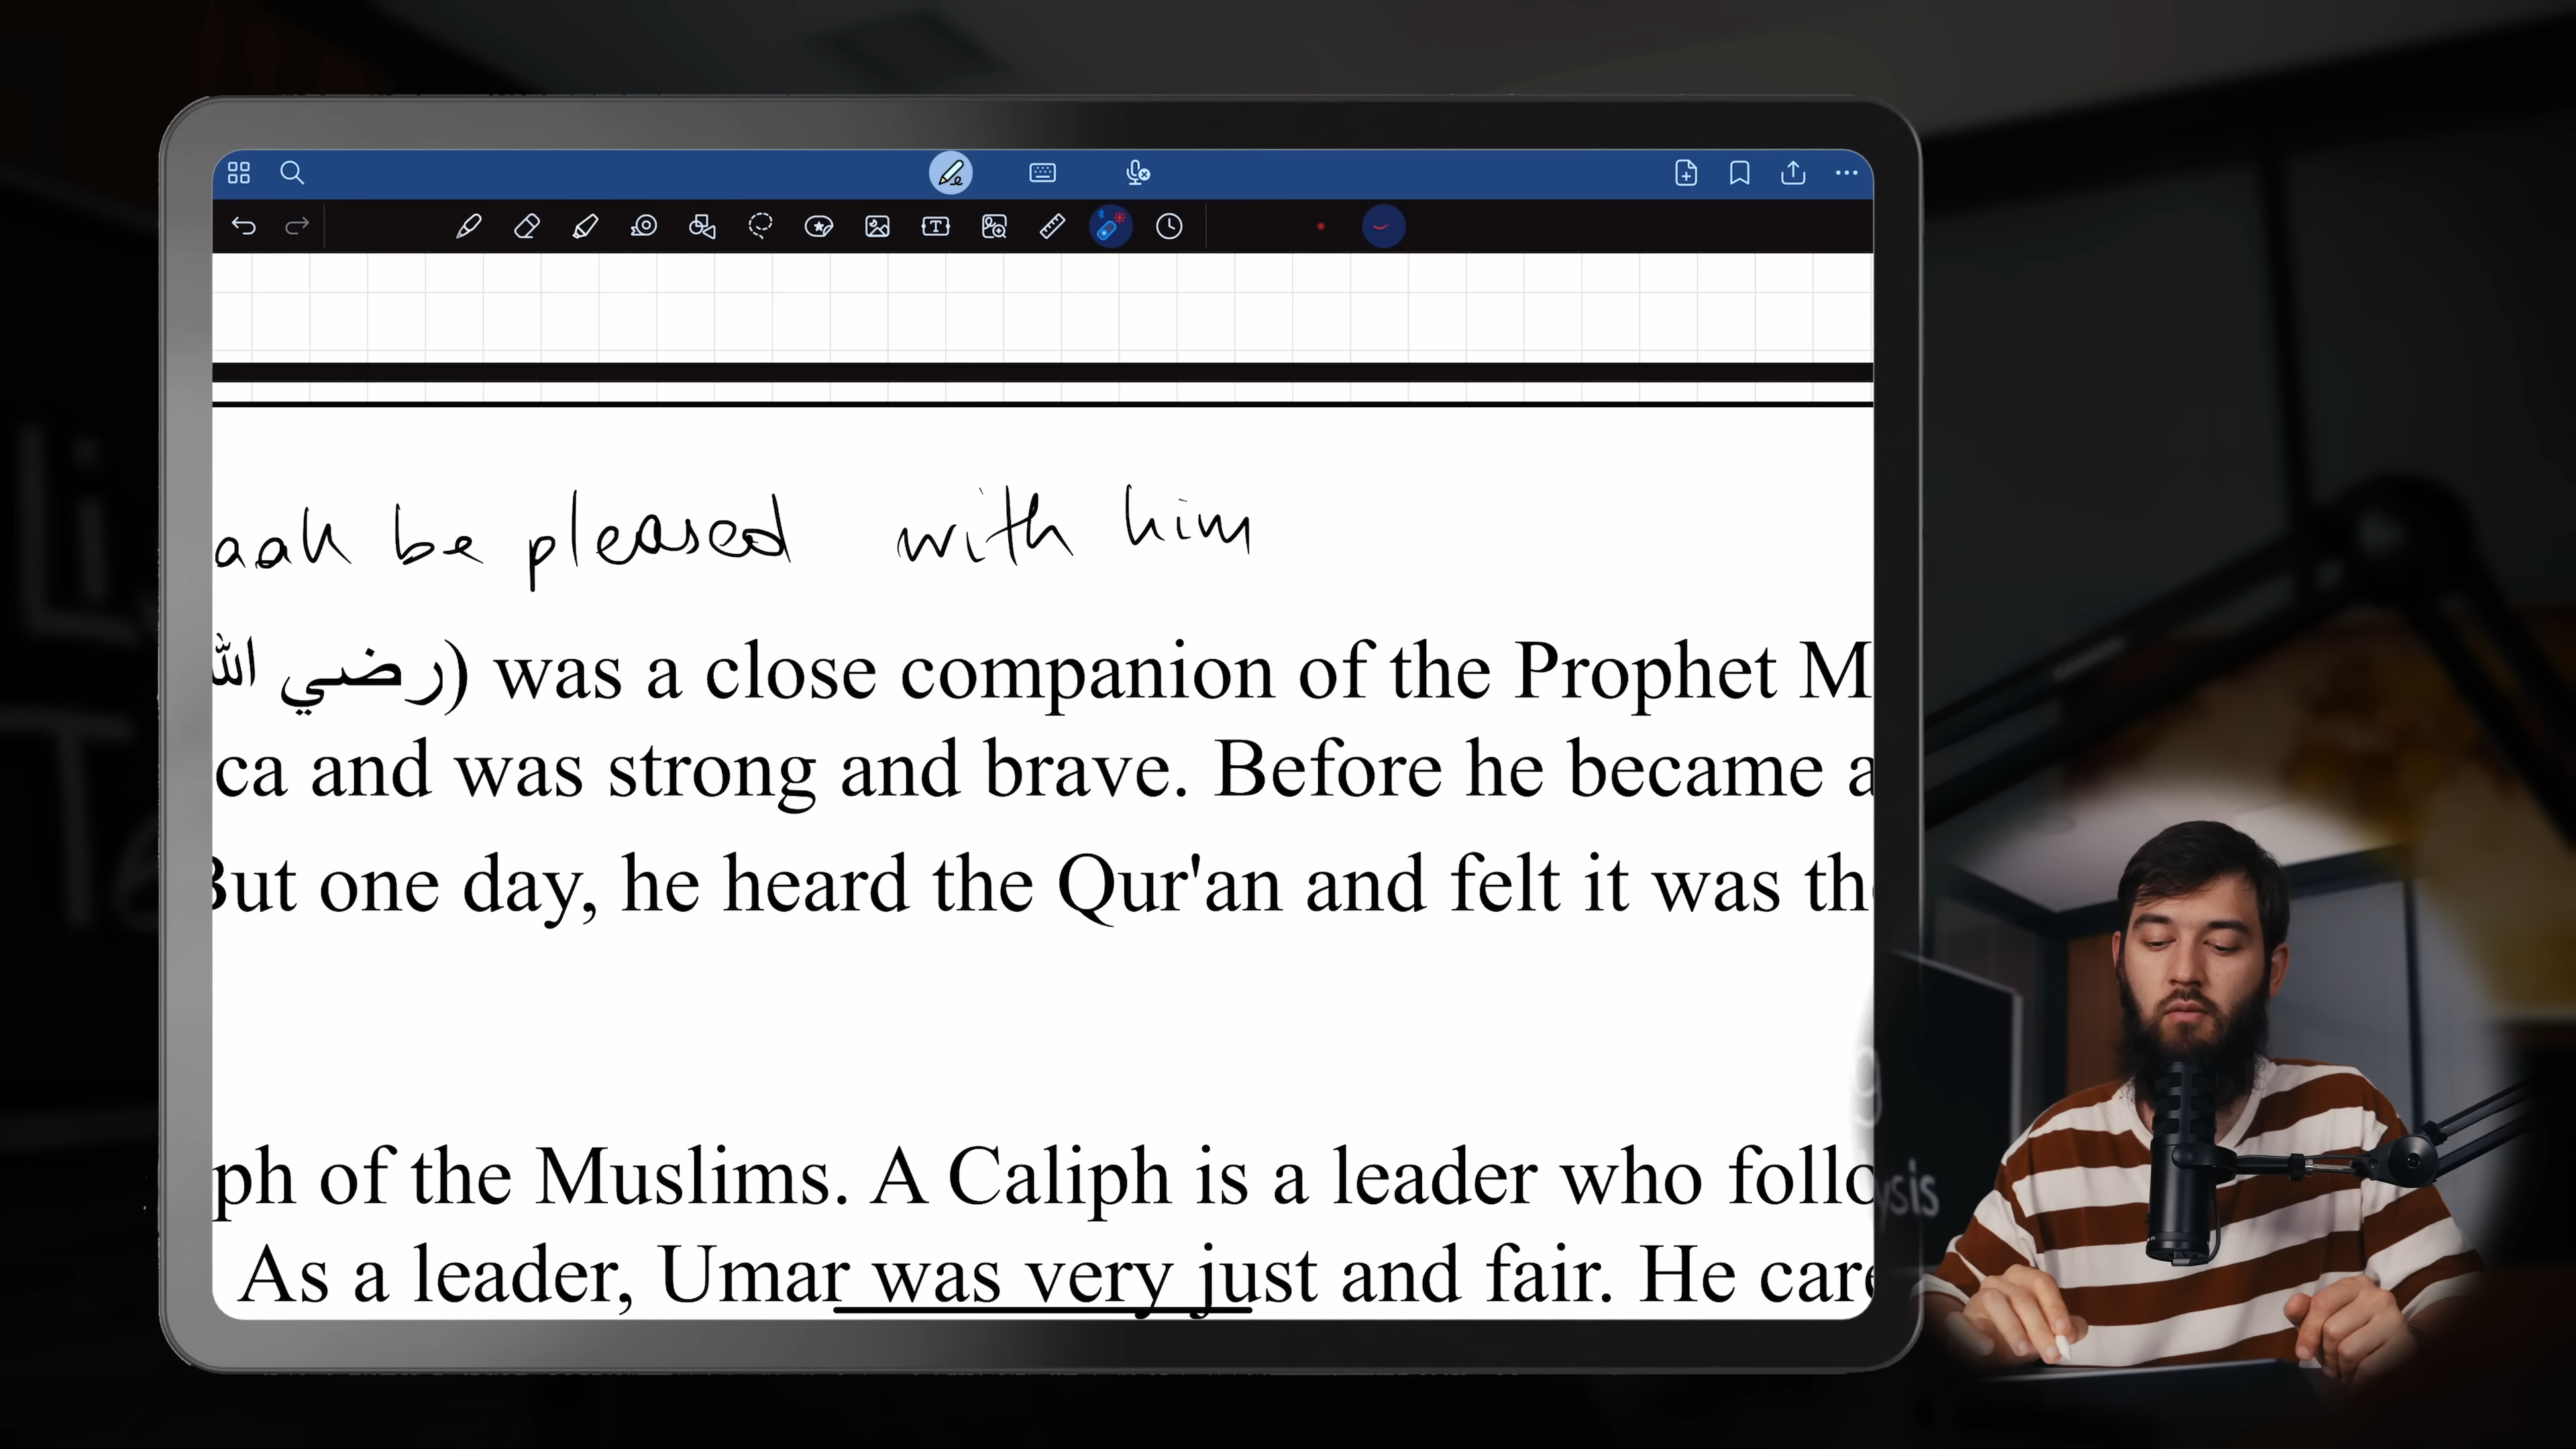 aah be pleased with him
رضي الله) was a close companion of the Prophet M
ca and was strong and brave. Before he became a
But one day, he heard the Qur'an and felt it was the
ph of the Muslims. A Caliph is a leader who follo
As a leader, Umar was very just and fair. He care
ysis